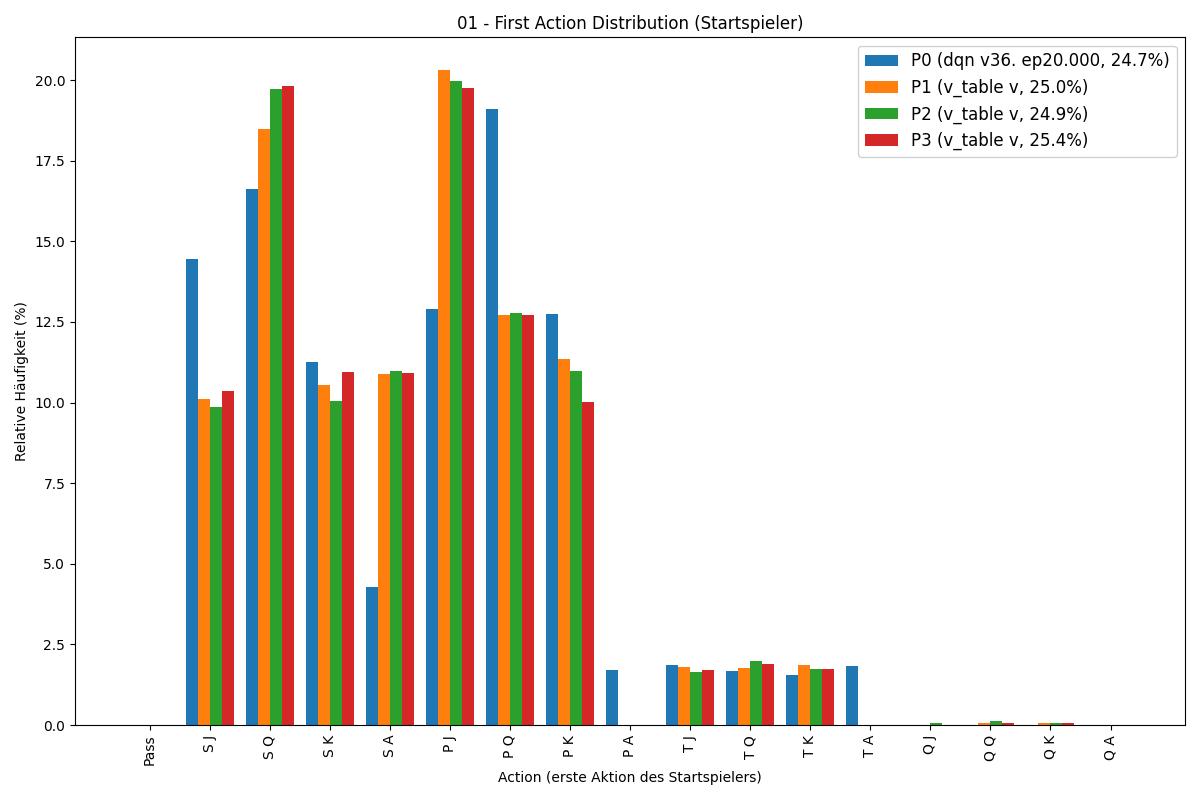 01 - First Action Distribution (Startspieler)
P0 (dqn v36. ep20.000, 24.7%)
P1 (v_table v, 25.0%)
P2 (v_table v, 24.9%)
P3 (v_table v, 25.4%)
Relative Häufigkeit (%)
20.0
17.5
15.0
12.5
10.0
7.5
5.0
2.5
0.0
Pass
S J
S Q
S K
S A
P J
P Q
P K
P A
T J
T Q
T K
T A
Q J
Q Q
Q K
Q A
Action (erste Aktion des Startspielers)